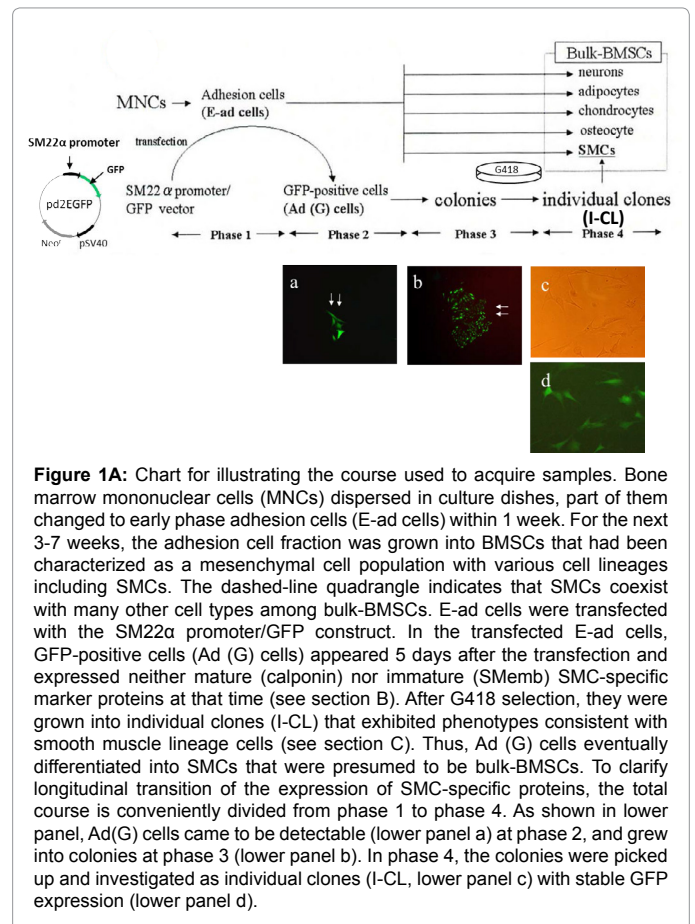 Bulk-BMSCs
neurons
adipocytes
chondrocytes
osteocyte
SMCs
MNCs
Adhesion cells
(E-ad cells)
SM22α promoter
transfection
GFP
pd2EGFP
Neoʳ
pSV40
SM22 α promoter/
GFP vector
GFP-positive cells
(Ad (G) cells)
G418
colonies
individual clones
(I-CL)
Phase 1
Phase 2
Phase 3
Phase 4
a
b
c
d
Figure 1A: Chart for illustrating the course used to acquire samples. Bone
marrow mononuclear cells (MNCs) dispersed in culture dishes, part of them
changed to early phase adhesion cells (E-ad cells) within 1 week. For the next
3-7 weeks, the adhesion cell fraction was grown into BMSCs that had been
characterized as a mesenchymal cell population with various cell lineages
including SMCs. The dashed-line quadrangle indicates that SMCs coexist
with many other cell types among bulk-BMSCs. E-ad cells were transfected
with the SM22α promoter/GFP construct. In the transfected E-ad cells,
GFP-positive cells (Ad (G) cells) appeared 5 days after the transfection and
expressed neither mature (calponin) nor immature (SMemb) SMC-specific
marker proteins at that time (see section B). After G418 selection, they were
grown into individual clones (I-CL) that exhibited phenotypes consistent with
smooth muscle lineage cells (see section C). Thus, Ad (G) cells eventually
differentiated into SMCs that were presumed to be bulk-BMSCs. To clarify
longitudinal transition of the expression of SMC-specific proteins, the total
course is conveniently divided from phase 1 to phase 4. As shown in lower
panel, Ad(G) cells came to be detectable (lower panel a) at phase 2, and grew
into colonies at phase 3 (lower panel b). In phase 4, the colonies were picked
up and investigated as individual clones (I-CL, lower panel c) with stable GFP
expression (lower panel d).